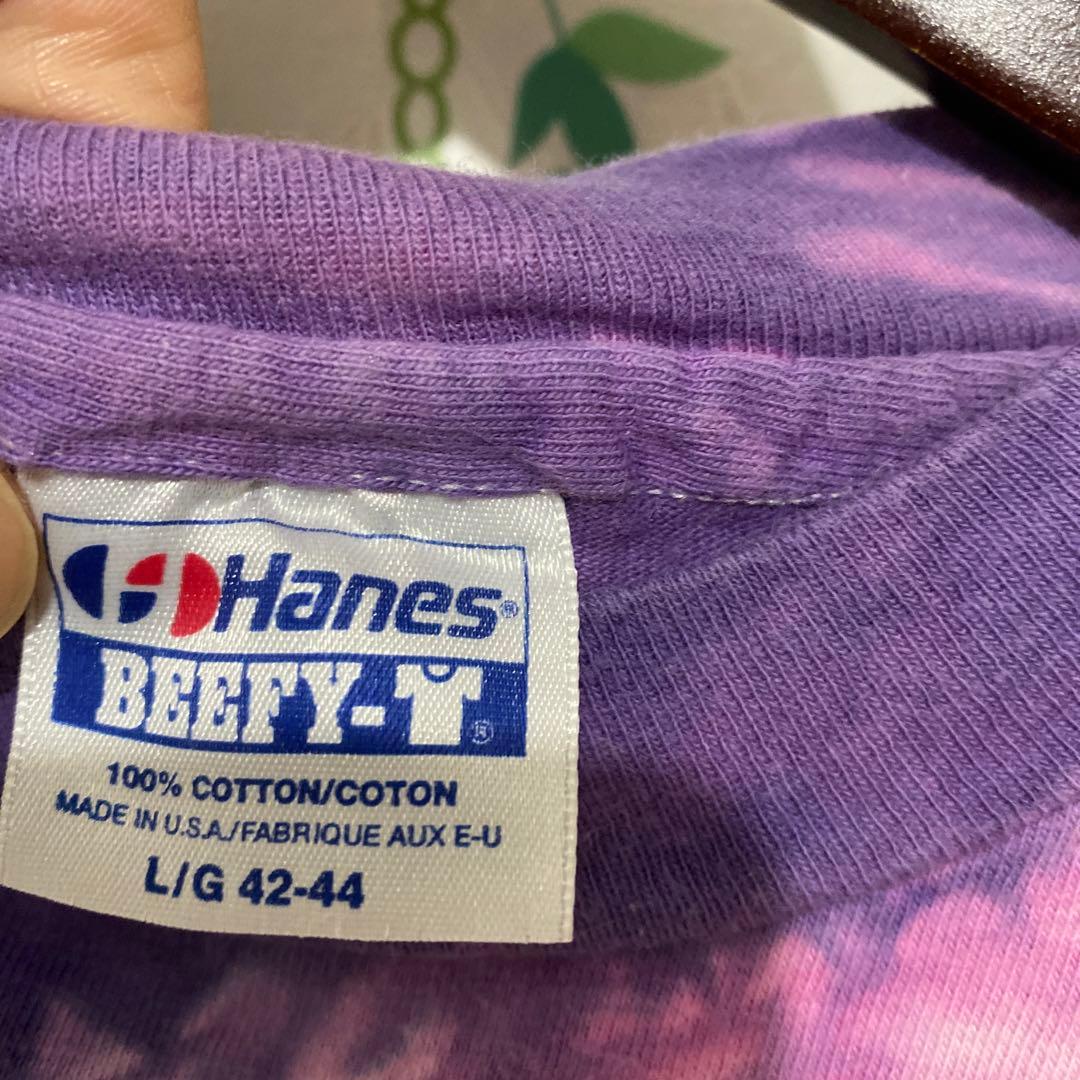 Hanes®
BEEFY-T®
100% COTTON/COTON
MADE IN U.S.A./FABRIQUE AUX E-U
L/G 42-44